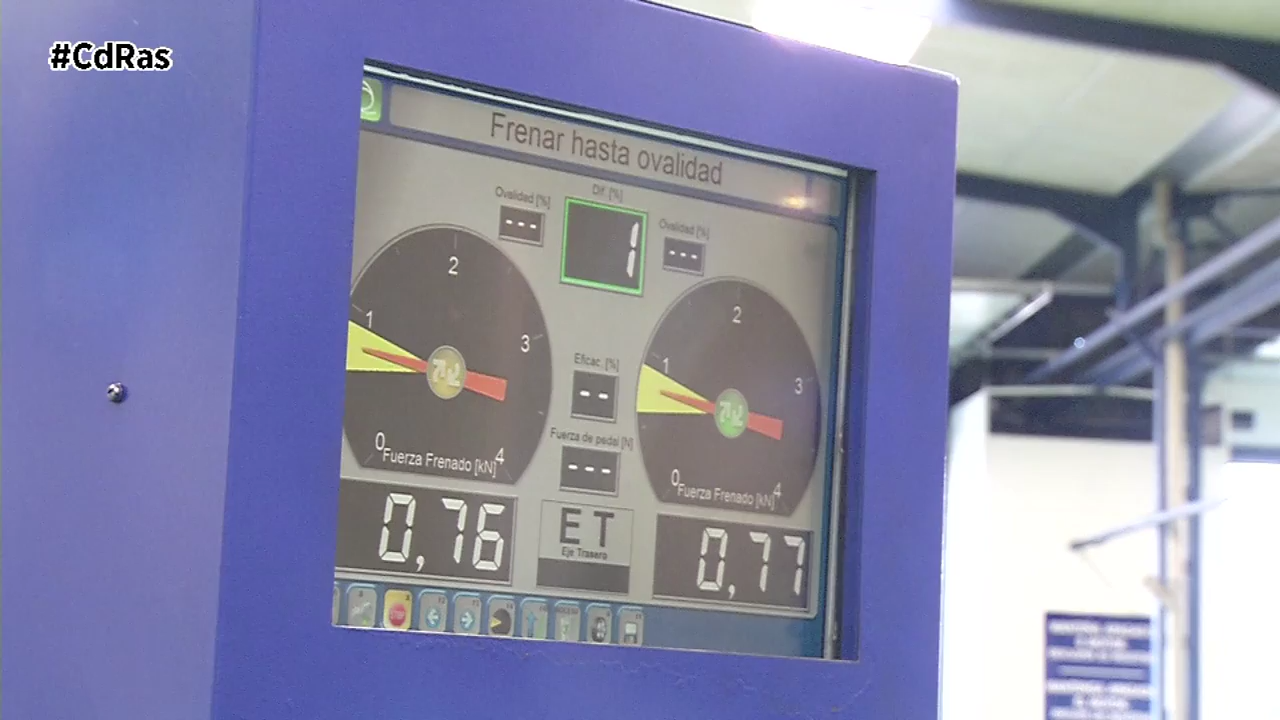 #CdRas
Frenar hasta ovalidad
Ovalidad [%]
Dif. [%]
Ovalidad [%]
---
1
---
1
2
3
0
4
Fuerza Frenado [kN]
Eficac. [%]
--
Fuerza de pedal [N]
---
1
2
3
0
4
Fuerza Frenado [kN]
0,76
ET
Eje Trasero
0,77
STOP